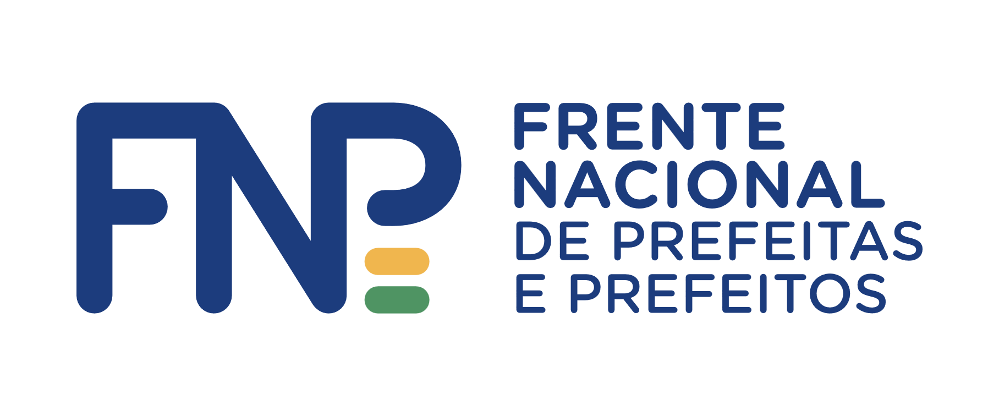 FNP
FRENTE
NACIONAL
DE PREFEITAS
E PREFEITOS